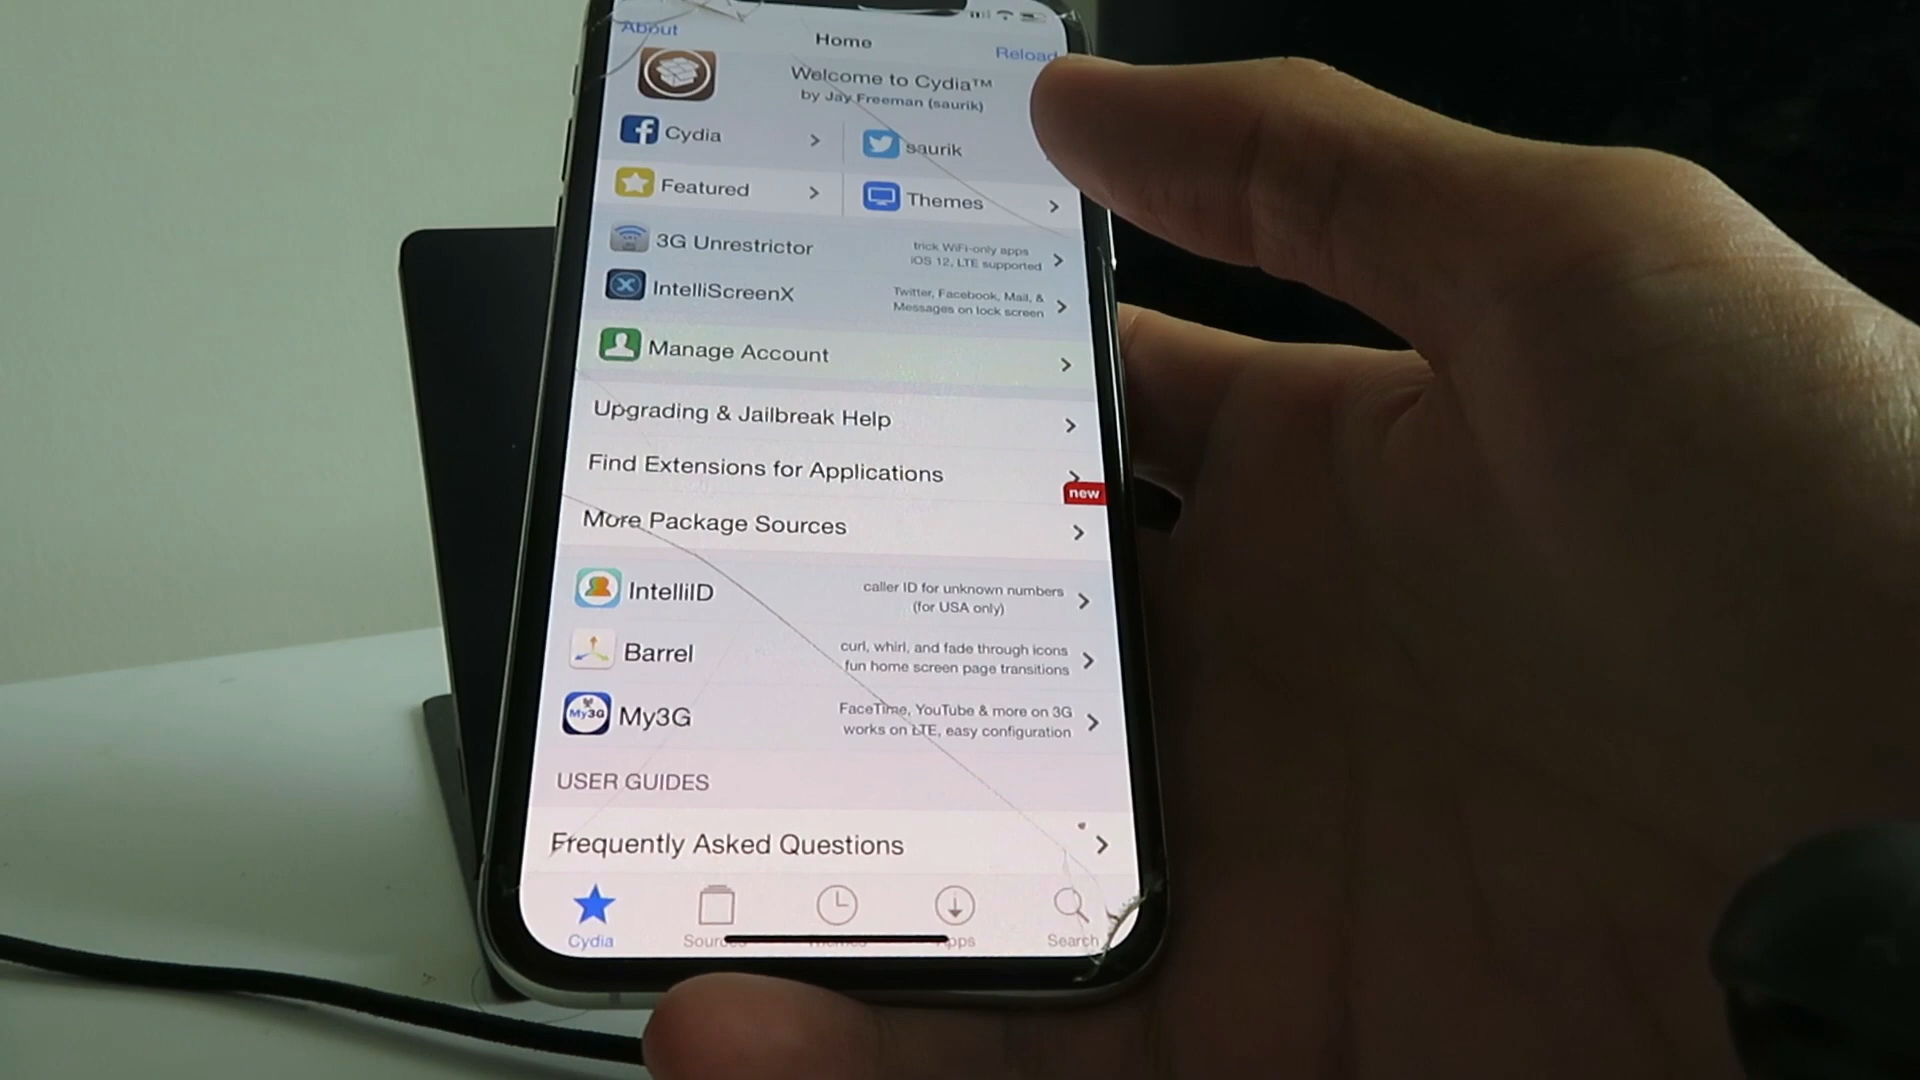 About
Home
Reload
Welcome to Cydia™
by Jay Freeman (saurik)
Cydia
saurik
Featured
Themes
3G Unrestrictor
trick WiFi-only apps
iOS 12, LTE supported
IntelliScreenX
Twitter, Facebook, Mail, &
Messages on lock screen
Manage Account
Upgrading & Jailbreak Help
Find Extensions for Applications
new
More Package Sources
IntelliID
caller ID for unknown numbers
(for USA only)
Barrel
curl, whirl, and fade through icons
fun home screen page transitions
My3G
My3G
FaceTime, YouTube & more on 3G
works on LTE, easy configuration
USER GUIDES
Frequently Asked Questions
Cydia
Search